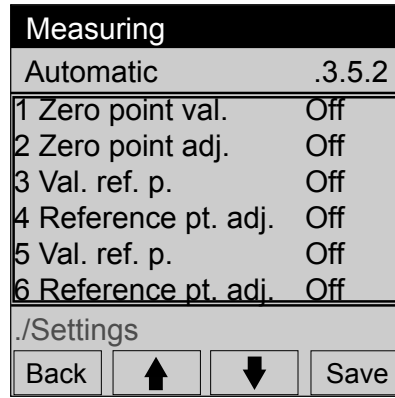 Measuring
Automatic .3.5.2
1 Zero point val. Off
2 Zero point adj. Off
3 Val. ref. p. Off
4 Reference pt. adj. Off
5 Val. ref. p. Off
6 Reference pt. adj. Off
./Settings
Back Save